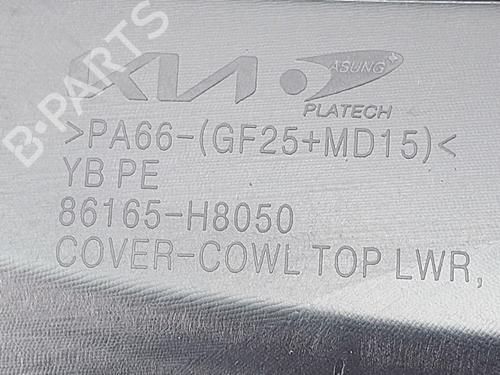 B-PARTS
KIA ASUNG
PLATECH
>PA66-(GF25+MD15)<
YB PE
86165-H8050
COVER-COWL TOP LWR,